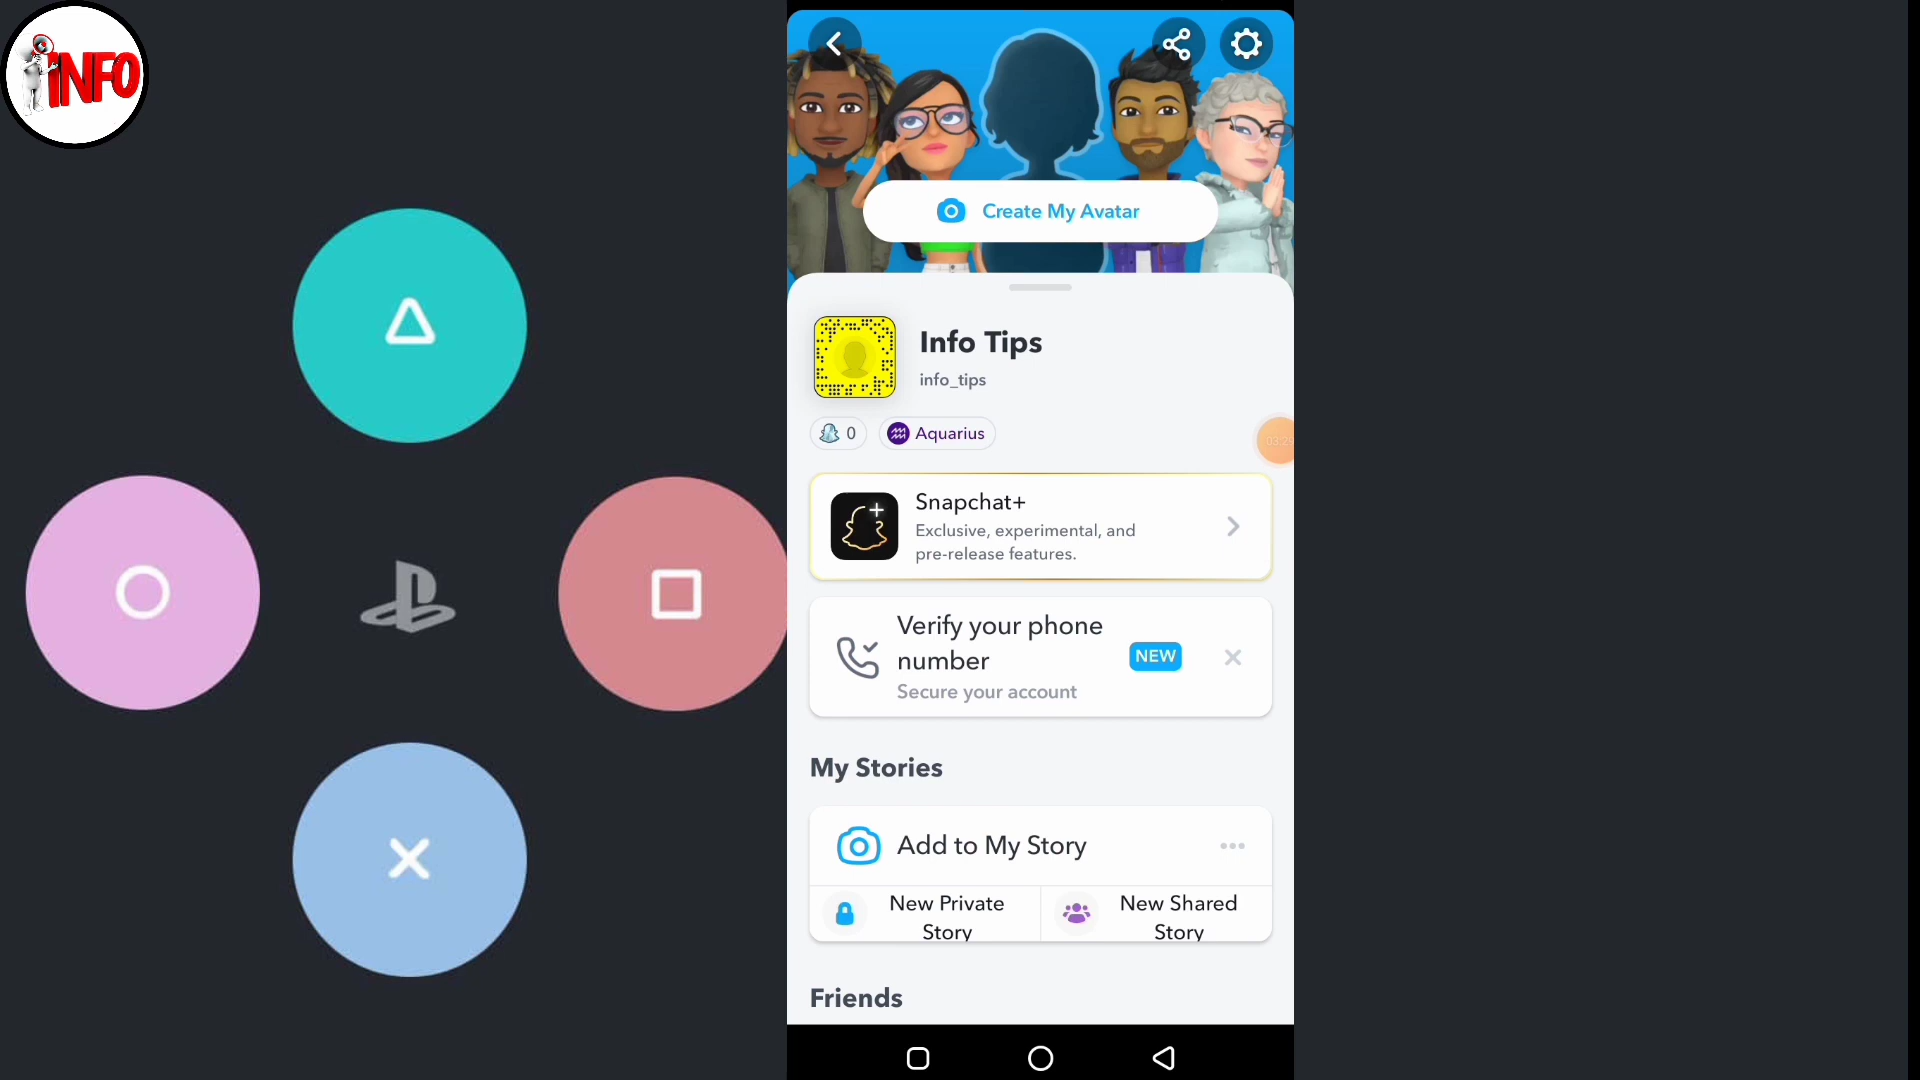 iNFO
Create My Avatar
Info Tips
info_tips
0
Aquarius
Snapchat+
Exclusive, experimental, and
pre-release features.
Verify your phone
number
NEW
Secure your account
My Stories
Add to My Story
New Private
Story
New Shared
Story
Friends